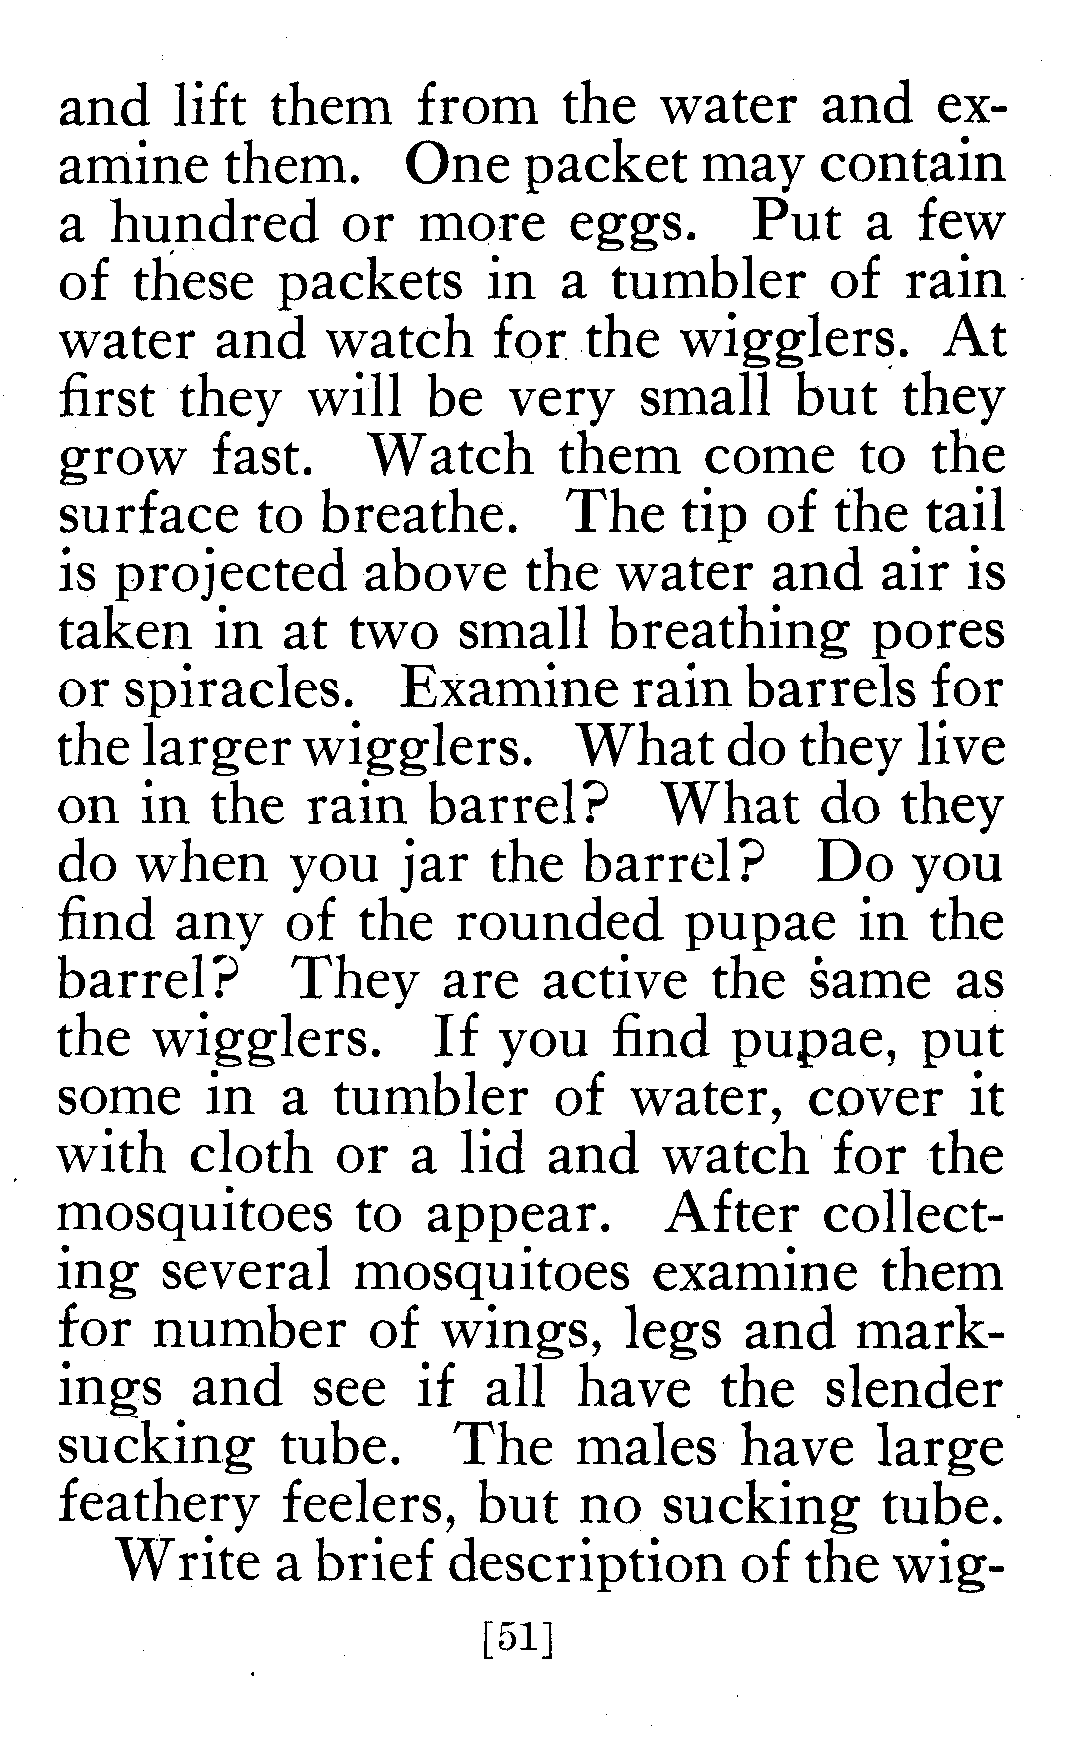 and lift them from the water and ex-
amine them. One packet may contain
a hundred or more eggs. Put a few
of these packets in a tumbler of rain
water and watch for the wigglers. At
first they will be very small but they
grow fast. Watch them come to the
surface to breathe. The tip of the tail
is projected above the water and air is
taken in at two small breathing pores
or spiracles. Examine rain barrels for
the larger wigglers. What do they live
on in the rain barrel? What do they
do when you jar the barrel? Do you
find any of the rounded pupae in the
barrel? They are active the same as
the wigglers. If you find pupae, put
some in a tumbler of water, cover it
with cloth or a lid and watch for the
mosquitoes to appear. After collect-
ing several mosquitoes examine them
for number of wings, legs and mark-
ings and see if all have the slender
sucking tube. The males have large
feathery feelers, but no sucking tube.
Write a brief description of the wig-
[51]